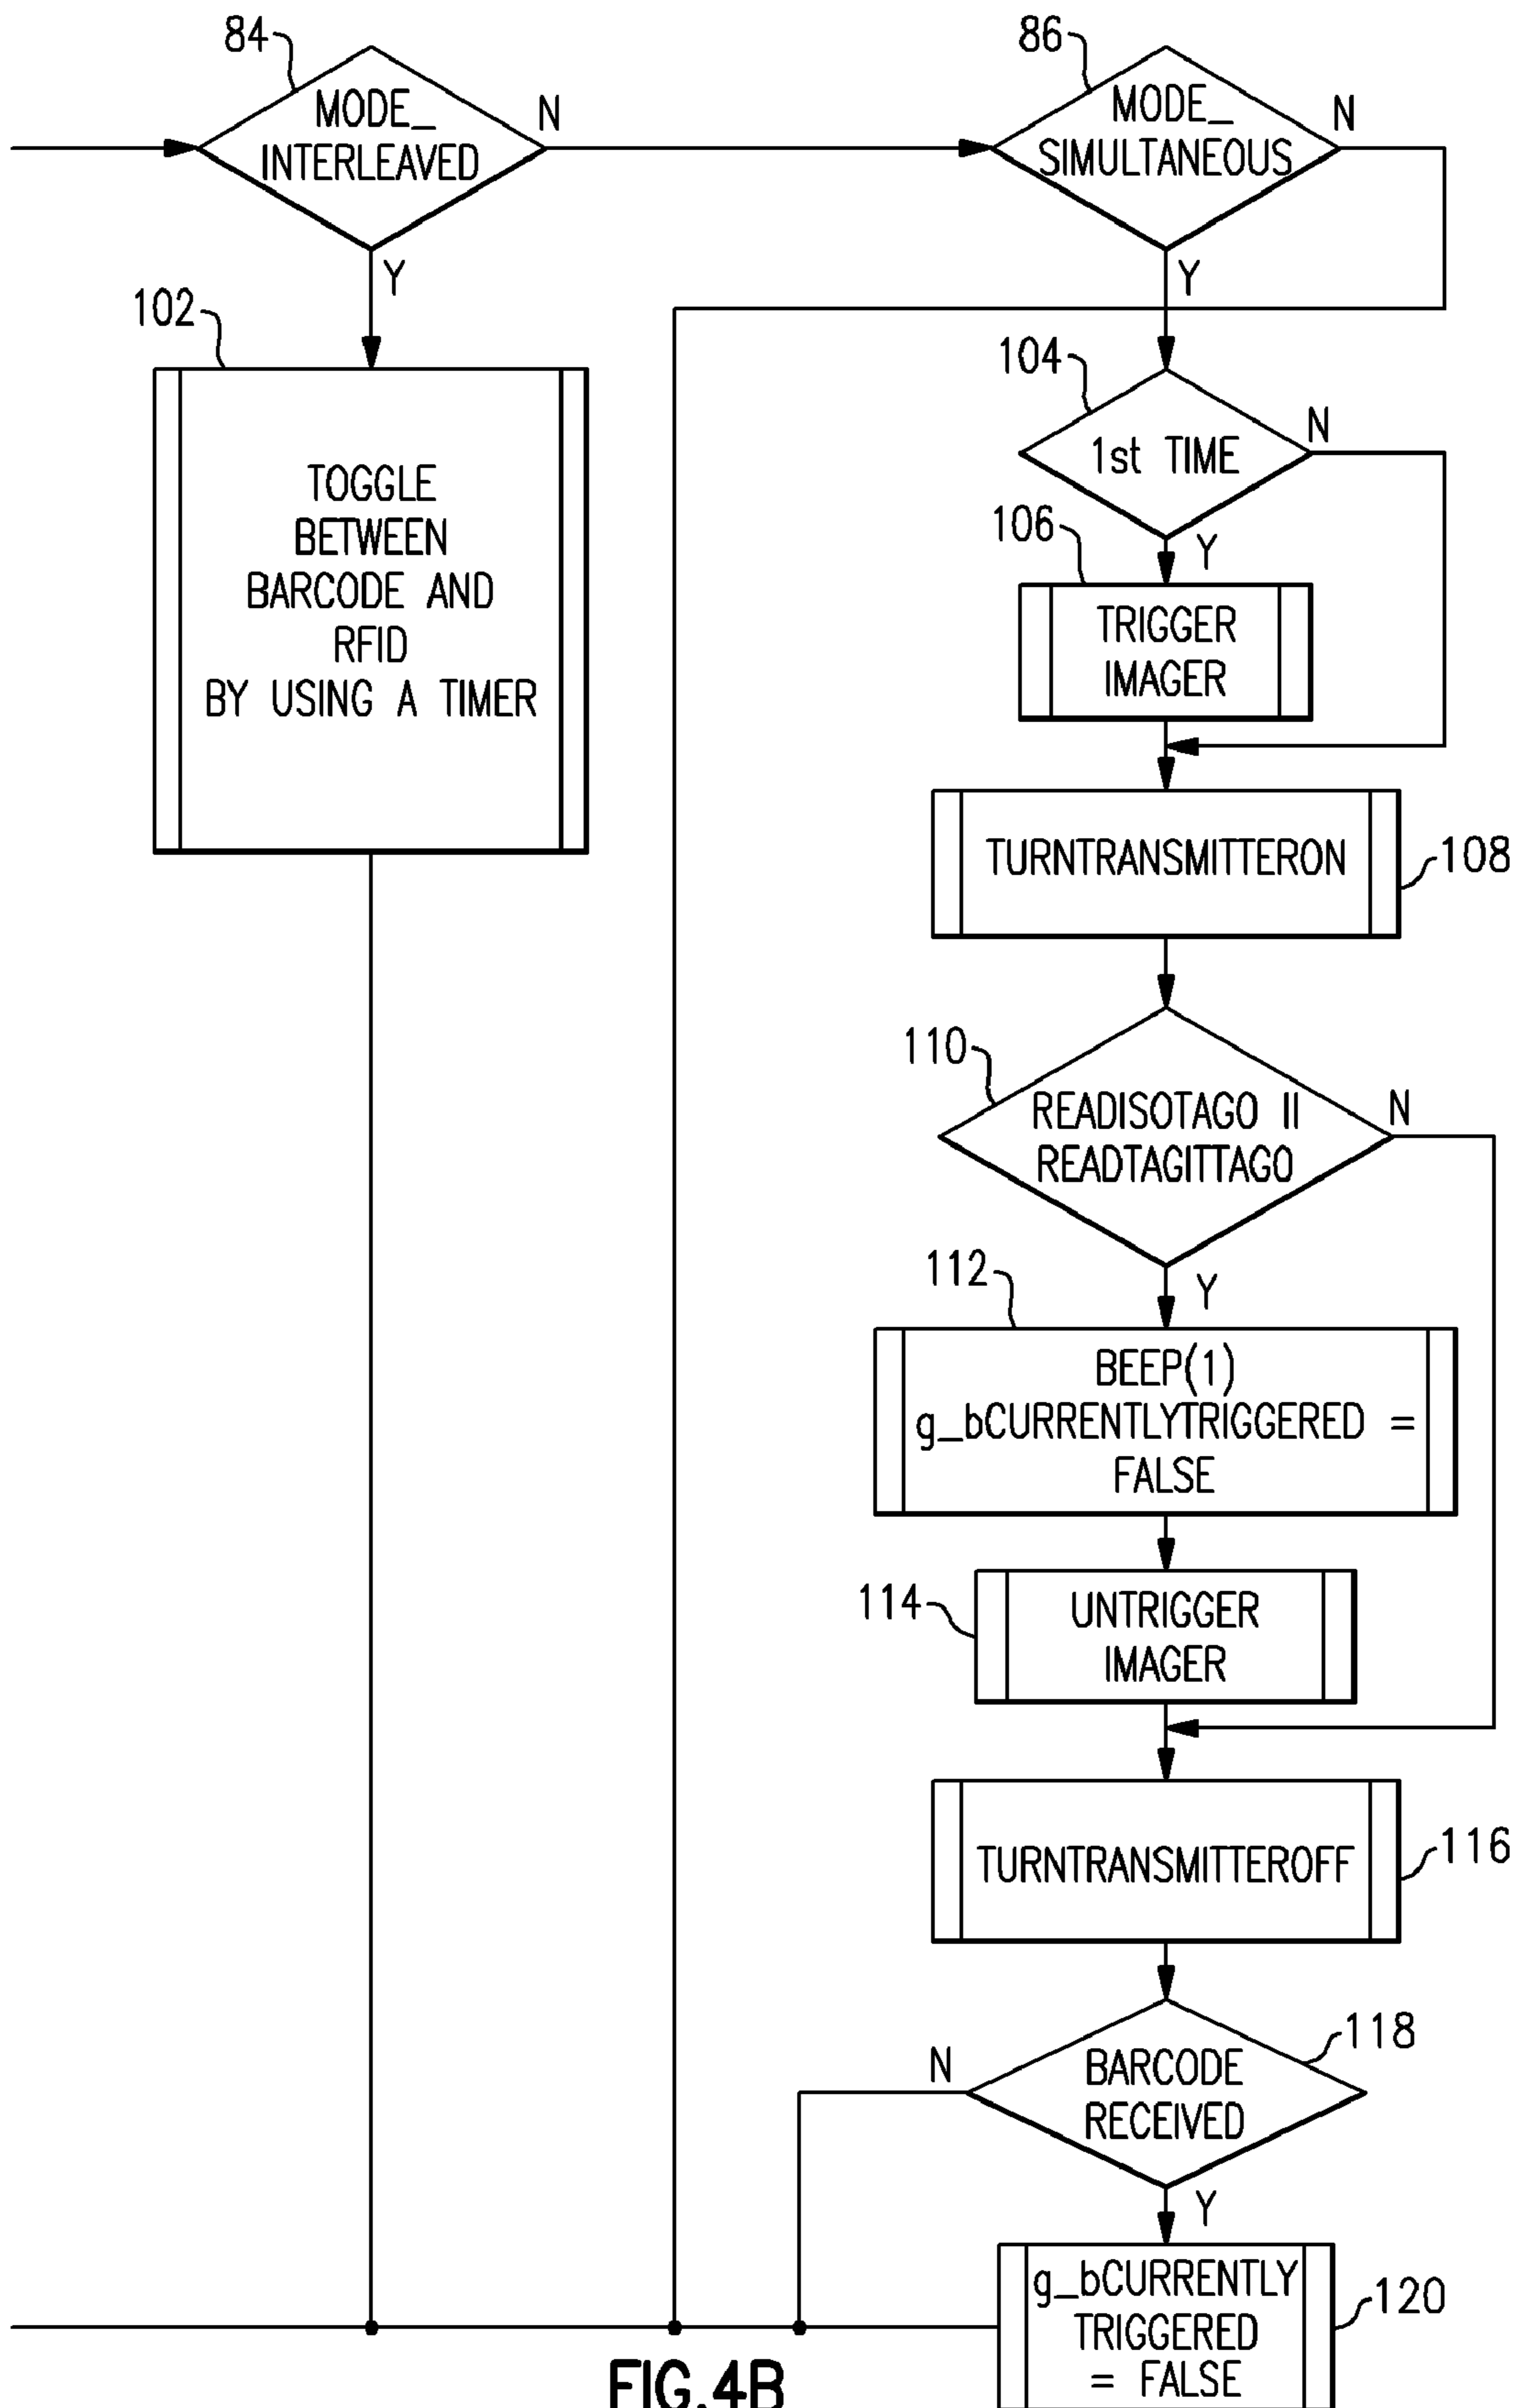 84
MODE_
INTERLEAVED
N
Y
86
MODE_
SIMULTANEOUS
N
Y
102
TOGGLE
BETWEEN
BARCODE AND
RFID
BY USING A TIMER
104
1st TIME
N
Y
106
TRIGGER
IMAGER
TURNTRANSMITTERON
108
110
READISOTAGO II
READTAGITTAGO
N
Y
112
BEEP(1)
g_bCURRENTLYTRIGGERED =
FALSE
114
UNTRIGGER
IMAGER
TURNTRANSMITTEROFF
116
118
BARCODE
RECEIVED
N
Y
g_bCURRENTLY
TRIGGERED
= FALSE
120
FIG.4B